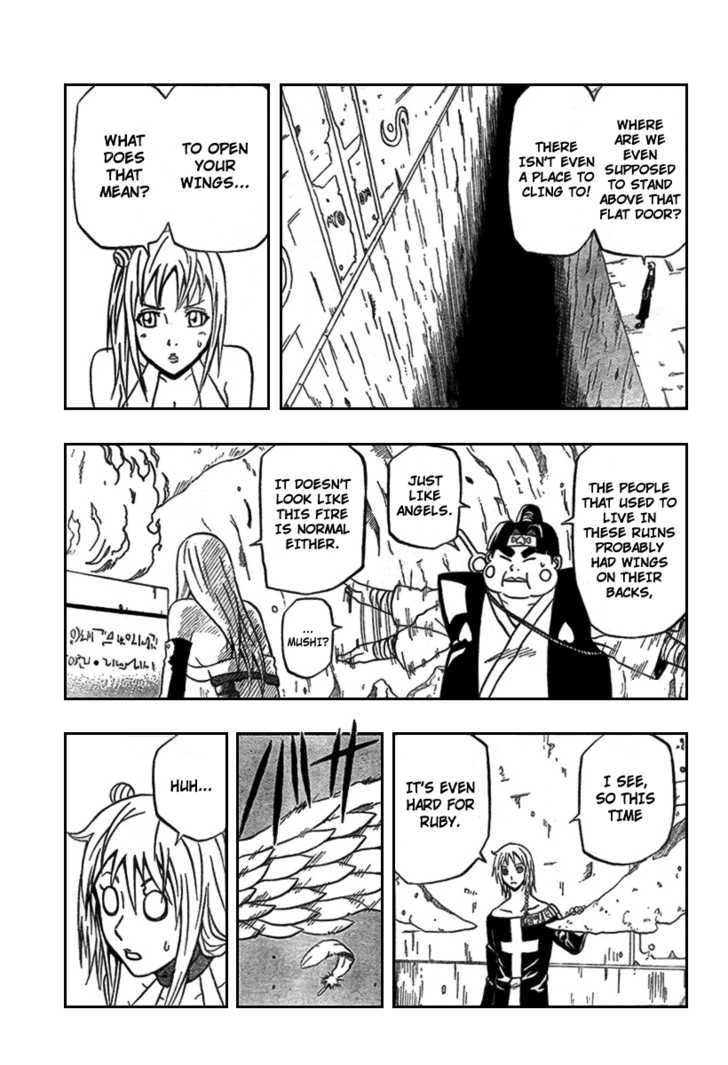 WHERE
ARE WE
EVEN
SUPPOSED
TO STAND
ABOVE THAT
FLAT DOOR?
THERE
ISN'T EVEN
A PLACE TO
CLING TO!
TO OPEN
YOUR
WINGS...
WHAT
DOES
THAT
MEAN?
THE PEOPLE
THAT USED TO
LIVE IN
THESE RUINS
PROBABLY
HAD WINGS
ON THEIR
BACKS,
JUST
LIKE
ANGELS.
IT DOESN'T
LOOK LIKE
THIS FIRE
IS NORMAL
EITHER.
...
MUSHI?
I SEE,
SO THIS
TIME
IT'S EVEN
HARD FOR
RUBY.
HUH...